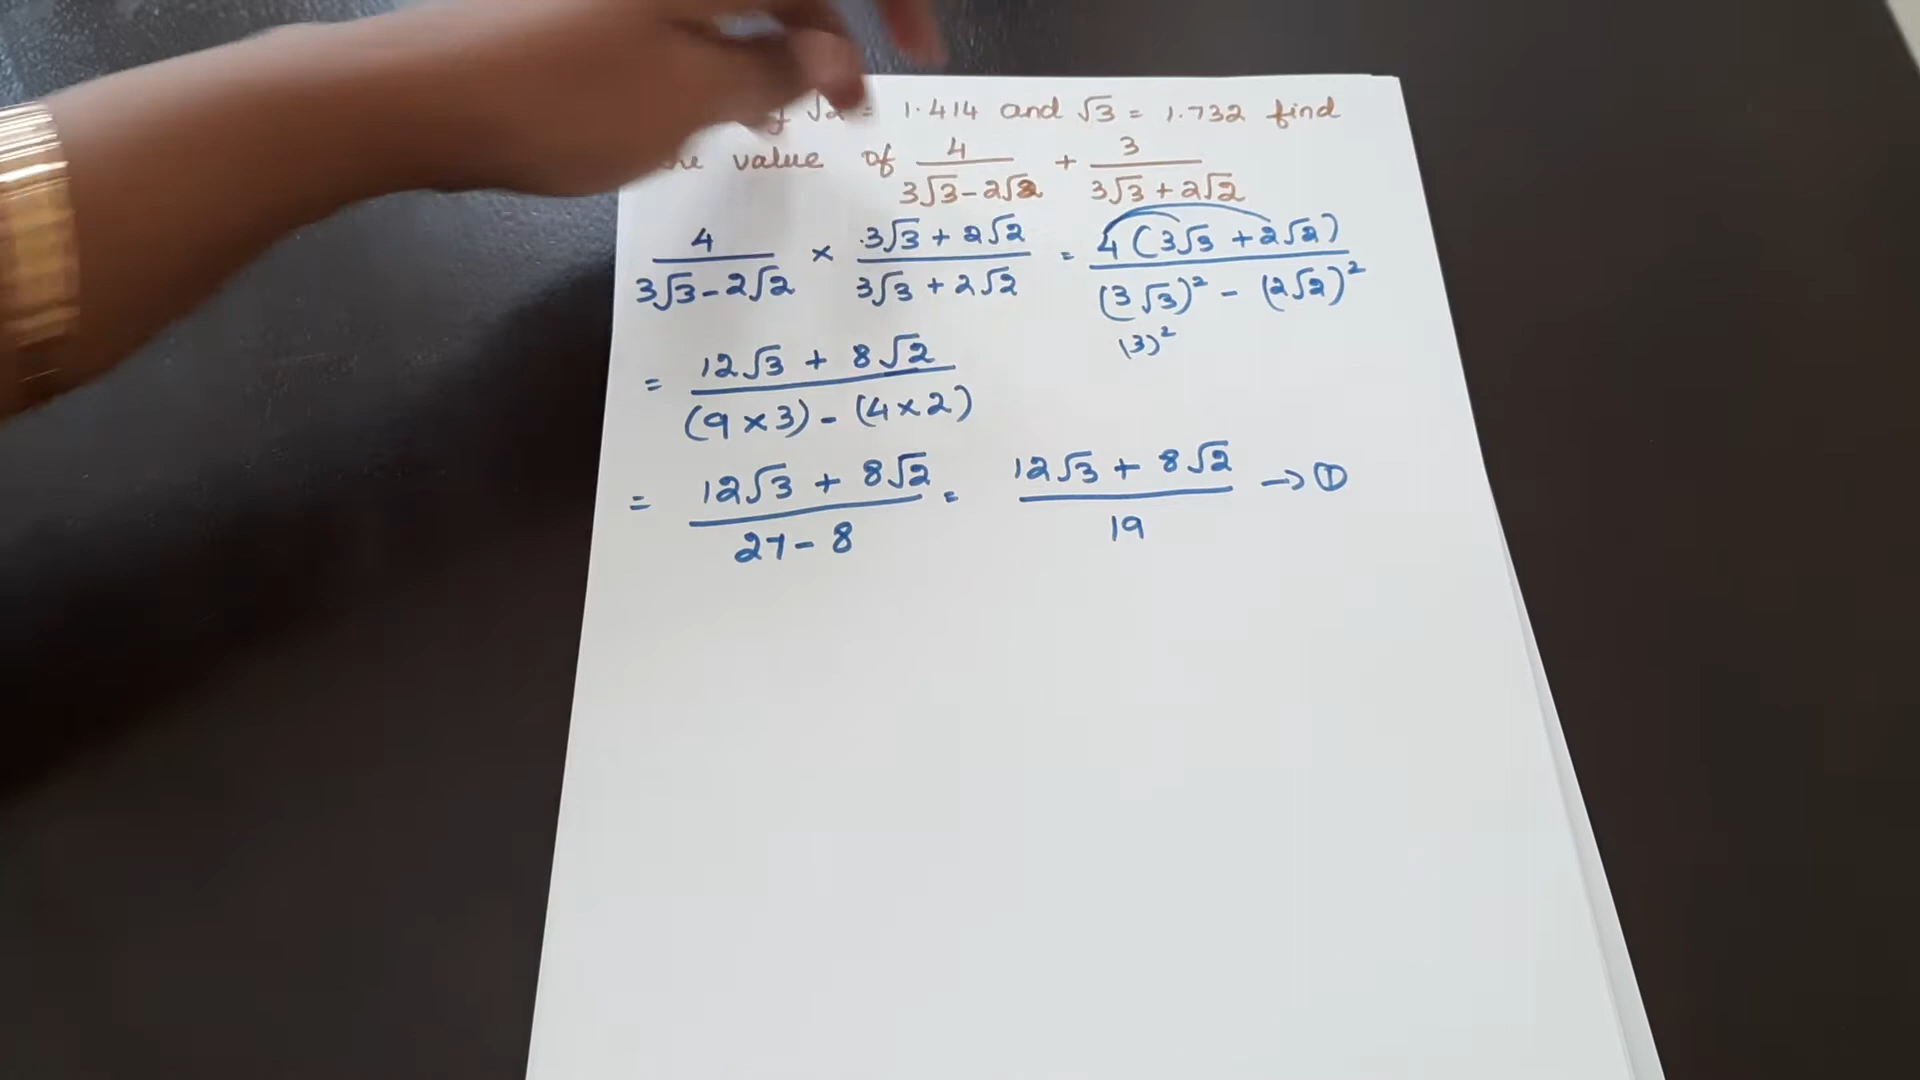 √2 = 1.414 and √3 = 1.732 find
value of 4/(3√3-2√2) + 3/(3√3+2√2)
4/(3√3-2√2) × (3√3+2√2)/(3√3+2√2) = 4(3√3+2√2)/((3√3)² - (2√2)²)
(3)²
= (12√3 + 8√2)/((9×3) - (4×2))
= (12√3 + 8√2)/(27-8) = (12√3 + 8√2)/19 → ①